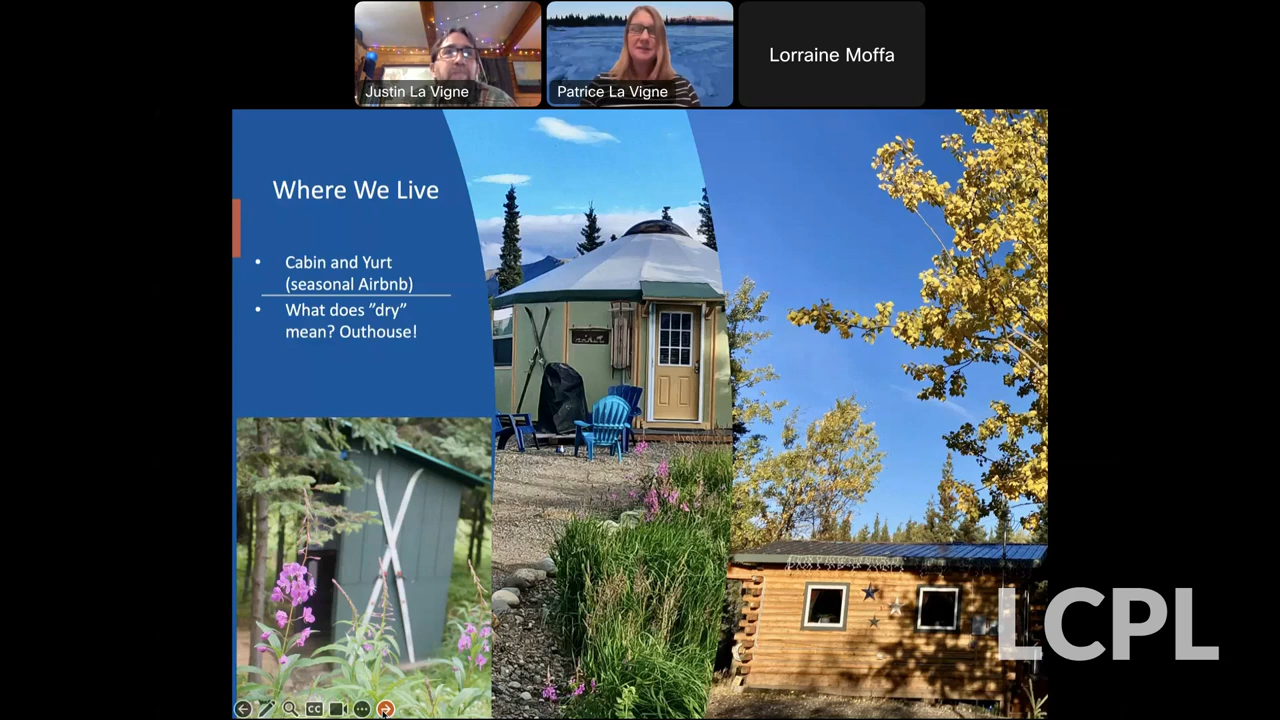 Justin La Vigne
Patrice La Vigne
Lorraine Moffa
Where We Live
• Cabin and Yurt
(seasonal Airbnb)
• What does ”dry”
mean? Outhouse!
CC
LCPL